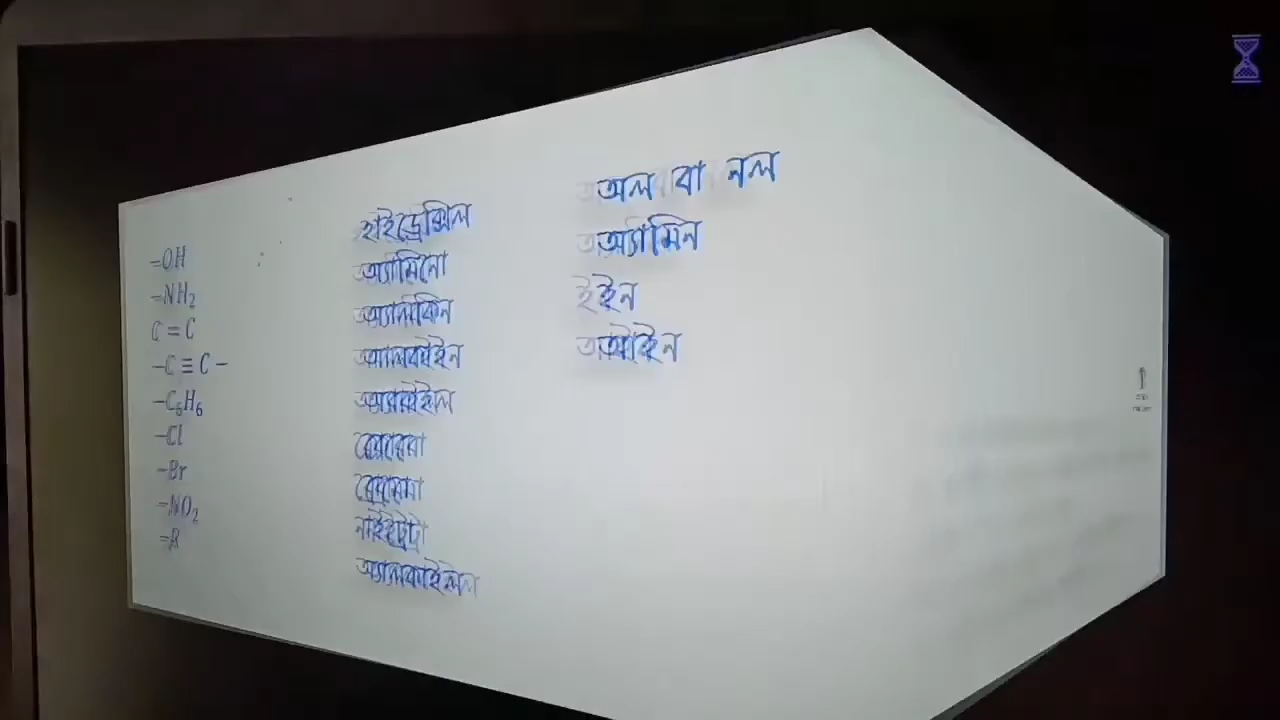 –OH হাইড্রোক্সিল অল বা নল
–NH₂ অ্যামিনো অ্যামিন
C = C অ্যালকিন ইন
–C ≡ C – অ্যালকাইন আইন
–C₆H₆ অ্যারাইল
–Cl ক্লোরো
–Br ব্রোমো
–NO₂ নাইট্রো
–R অ্যালকাইল